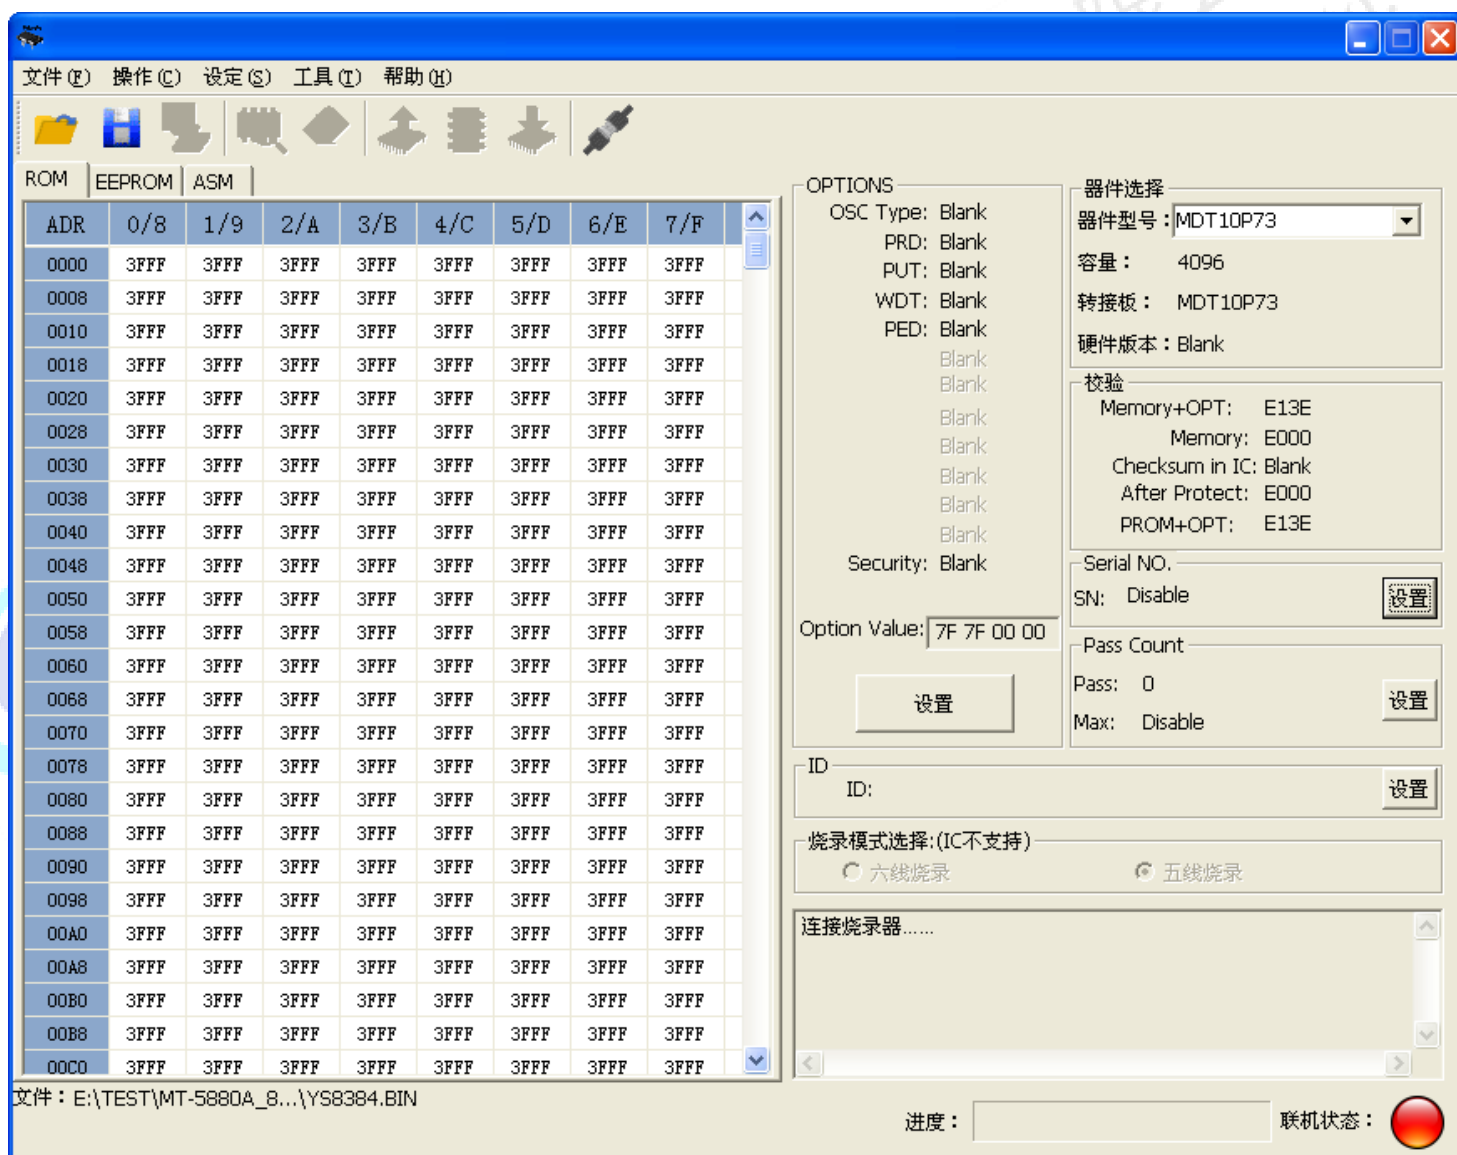 文件(F) 操作(C) 设定(S) 工具(T) 帮助(H)
ROM EEPROM ASM
ADR 0/8 1/9 2/A 3/B 4/C 5/D 6/E 7/F
0000 3FFF 3FFF 3FFF 3FFF 3FFF 3FFF 3FFF 3FFF
0008 3FFF 3FFF 3FFF 3FFF 3FFF 3FFF 3FFF 3FFF
0010 3FFF 3FFF 3FFF 3FFF 3FFF 3FFF 3FFF 3FFF
0018 3FFF 3FFF 3FFF 3FFF 3FFF 3FFF 3FFF 3FFF
0020 3FFF 3FFF 3FFF 3FFF 3FFF 3FFF 3FFF 3FFF
0028 3FFF 3FFF 3FFF 3FFF 3FFF 3FFF 3FFF 3FFF
0030 3FFF 3FFF 3FFF 3FFF 3FFF 3FFF 3FFF 3FFF
0038 3FFF 3FFF 3FFF 3FFF 3FFF 3FFF 3FFF 3FFF
0040 3FFF 3FFF 3FFF 3FFF 3FFF 3FFF 3FFF 3FFF
0048 3FFF 3FFF 3FFF 3FFF 3FFF 3FFF 3FFF 3FFF
0050 3FFF 3FFF 3FFF 3FFF 3FFF 3FFF 3FFF 3FFF
0058 3FFF 3FFF 3FFF 3FFF 3FFF 3FFF 3FFF 3FFF
0060 3FFF 3FFF 3FFF 3FFF 3FFF 3FFF 3FFF 3FFF
0068 3FFF 3FFF 3FFF 3FFF 3FFF 3FFF 3FFF 3FFF
0070 3FFF 3FFF 3FFF 3FFF 3FFF 3FFF 3FFF 3FFF
0078 3FFF 3FFF 3FFF 3FFF 3FFF 3FFF 3FFF 3FFF
0080 3FFF 3FFF 3FFF 3FFF 3FFF 3FFF 3FFF 3FFF
0088 3FFF 3FFF 3FFF 3FFF 3FFF 3FFF 3FFF 3FFF
0090 3FFF 3FFF 3FFF 3FFF 3FFF 3FFF 3FFF 3FFF
0098 3FFF 3FFF 3FFF 3FFF 3FFF 3FFF 3FFF 3FFF
00A0 3FFF 3FFF 3FFF 3FFF 3FFF 3FFF 3FFF 3FFF
00A8 3FFF 3FFF 3FFF 3FFF 3FFF 3FFF 3FFF 3FFF
00B0 3FFF 3FFF 3FFF 3FFF 3FFF 3FFF 3FFF 3FFF
00B8 3FFF 3FFF 3FFF 3FFF 3FFF 3FFF 3FFF 3FFF
00C0 3FFF 3FFF 3FFF 3FFF 3FFF 3FFF 3FFF 3FFF
OPTIONS
OSC Type: Blank
PRD: Blank
PUT: Blank
WDT: Blank
PED: Blank
Blank
Blank
Blank
Blank
Blank
Blank
Blank
Security: Blank
Option Value: 7F 7F 00 00
设置
器件选择
器件型号：MDT10P73
容量： 4096
转接板： MDT10P73
硬件版本：Blank
校验
Memory+OPT: E13E
Memory: E000
Checksum in IC: Blank
After Protect: E000
PROM+OPT: E13E
Serial NO.
SN: Disable 设置
Pass Count
Pass: 0
设置
Max: Disable
ID
ID: 设置
烧录模式选择:(IC不支持)
六线烧录 五线烧录
连接烧录器......
文件：E:\TEST\MT-5880A_8...\YS8384.BIN
进度： 联机状态：